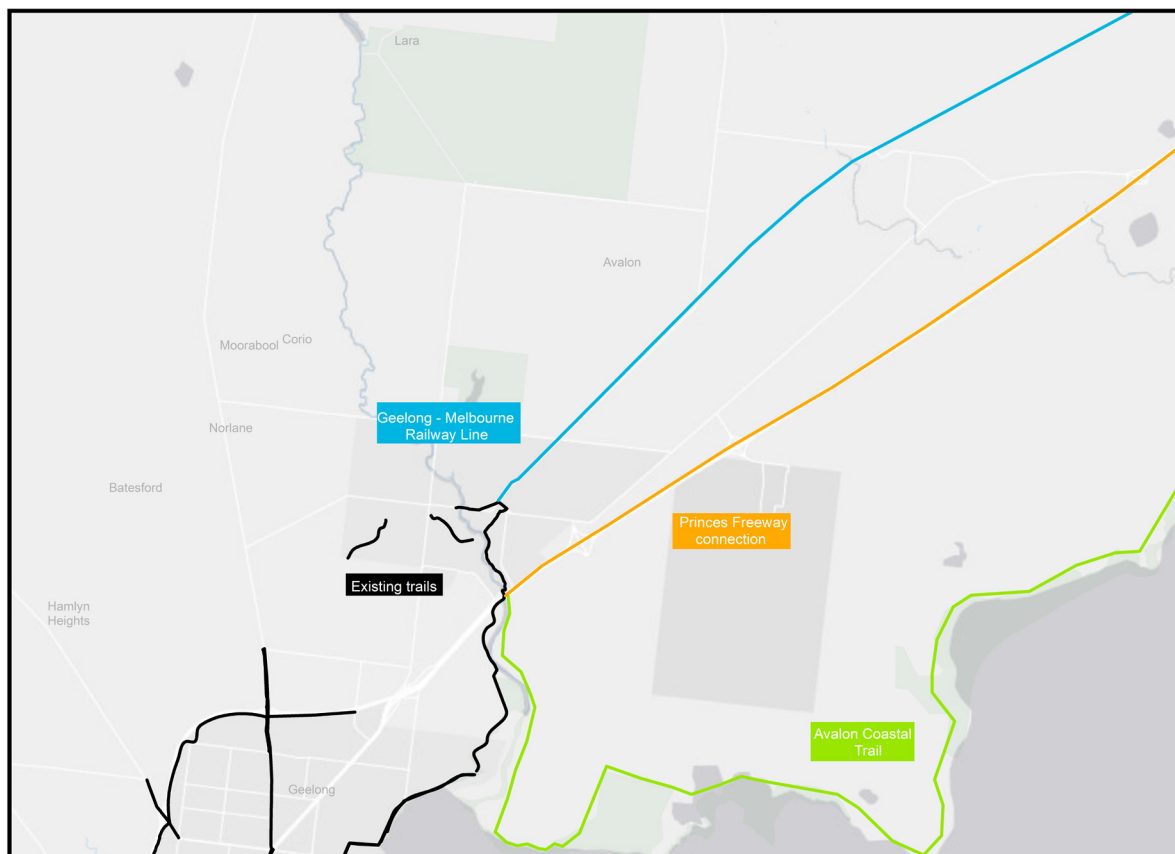 Lara
Avalon
Moorabool
Corio
Geelong - Melbourne
Railway Line
Norlane
Batesford
Princes Freeway
connection
Existing trails
Hamlyn
Heights
Avalon Coastal
Trail
Geelong